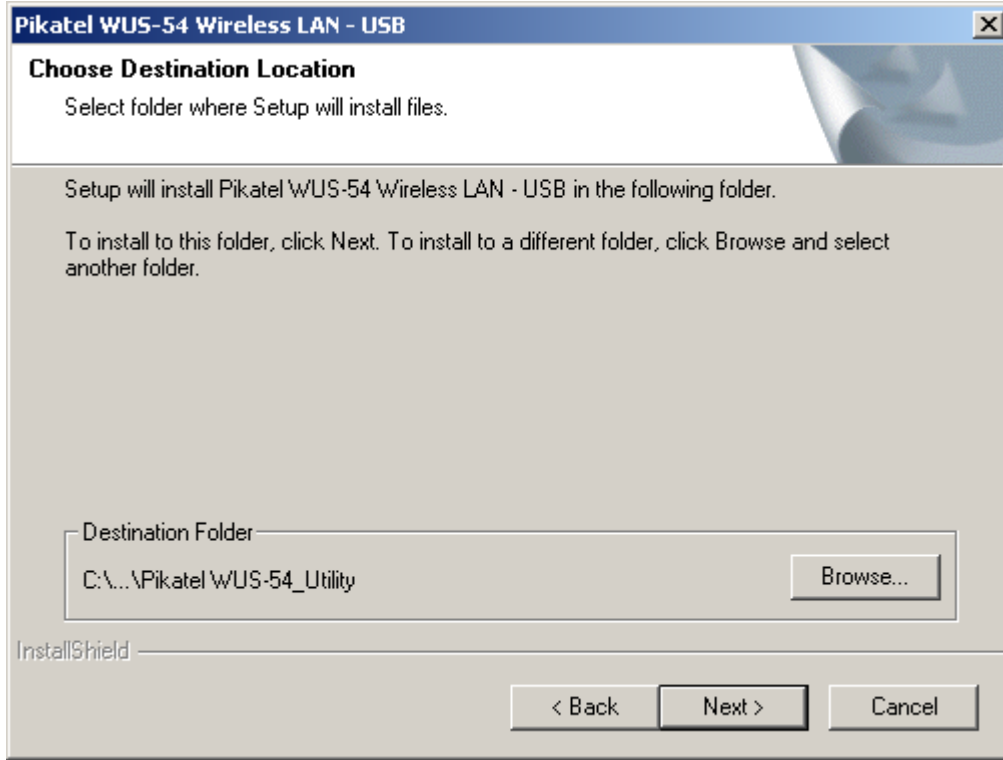 Pikatel WUS-54 Wireless LAN - USB
Choose Destination Location
Select folder where Setup will install files.
Setup will install Pikatel WUS-54 Wireless LAN - USB in the following folder.
To install to this folder, click Next. To install to a different folder, click Browse and select
another folder.
Destination Folder
C:\...\Pikatel WUS-54_Utility
Browse...
InstallShield
< Back
Next >
Cancel